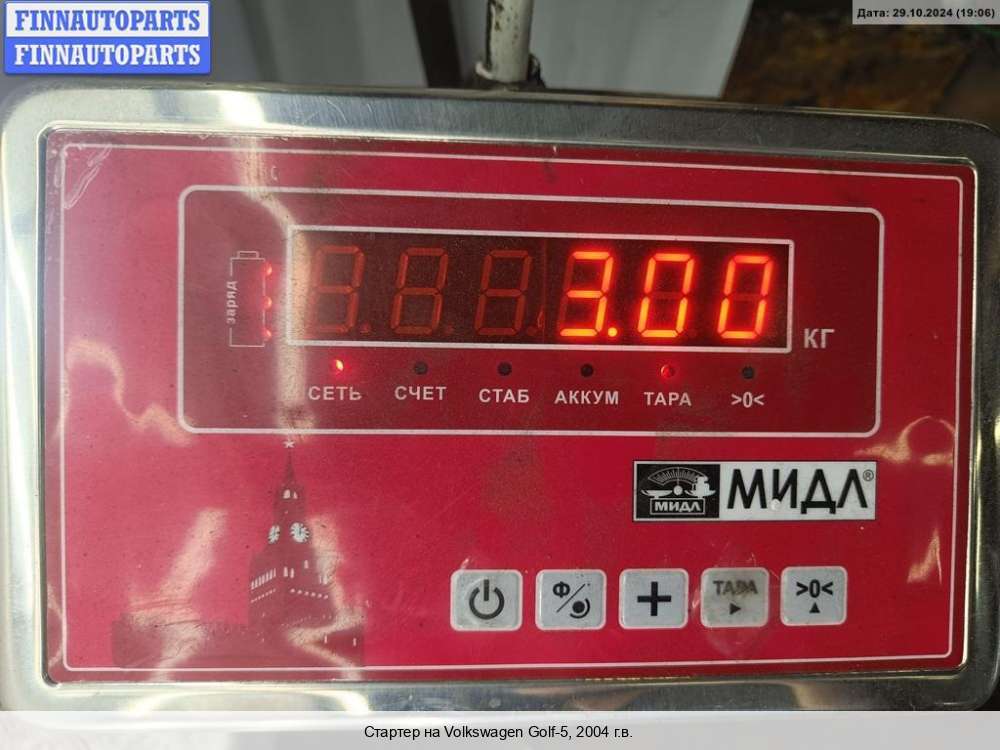 FINNAUTOPARTS
FINNAUTOPARTS
Дата: 29.10.2024 (19:06)
заряд
3.00
КГ
СЕТЬ СЧЕТ СТАБ АККУМ ТАРА >0<
МИДЛ МИДЛ®
Ф ТАРА >0<
Стартер на Volkswagen Golf-5, 2004 г.в.